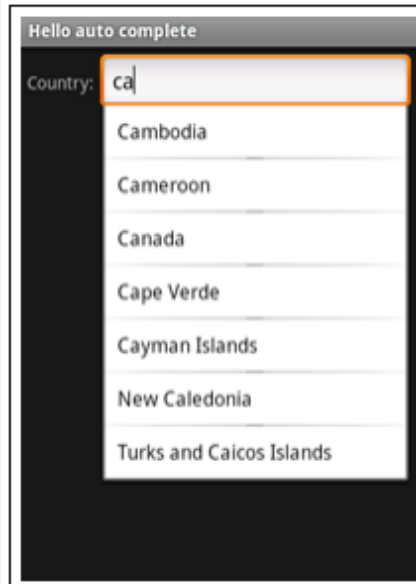 Hello auto complete
Country: ca
Cambodia
Cameroon
Canada
Cape Verde
Cayman Islands
New Caledonia
Turks and Caicos Islands